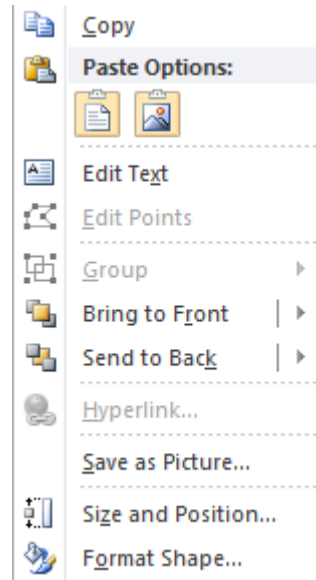 Copy
Paste Options:
Edit Text
Edit Points
Group
Bring to Front
Send to Back
Hyperlink...
Save as Picture...
Size and Position...
Format Shape...